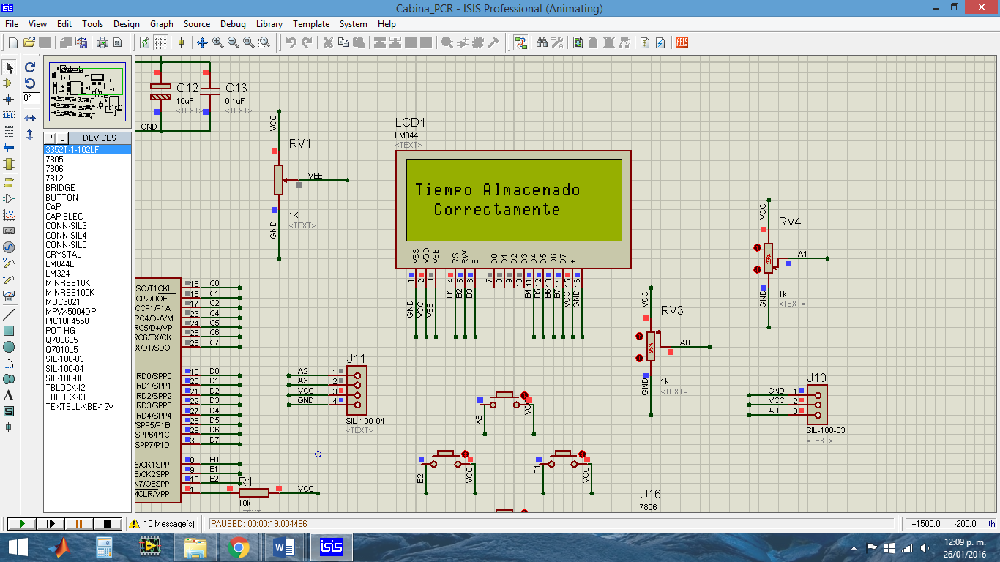 Cabina_PCR - ISIS Professional (Animating)
File View Edit Tools Design Graph Source Debug Library Template System Help
0°
LBL
P L DEVICES
3352T-1-102LF
7805
7806
7812
BRIDGE
BUTTON
CAP
CAP-ELEC
CONN-SIL3
CONN-SIL4
CONN-SIL5
CRYSTAL
LM044L
LM324
MINRES10K
MINRES100K
MOC3021
MPVX5004DP
PIC18F4550
POT-HG
Q7006L5
Q7010L5
SIL-100-03
SIL-100-04
SIL-100-08
TBLOCK-I2
TBLOCK-I3
TEXTELL-KBE-12V
C12
10uF
<TEXT>
C13
0.1uF
<TEXT>
GND
VCC
RV1
VEE
1K
<TEXT>
GND
LCD1
LM044L
<TEXT>
Tiempo Almacenado
Correctamente
VSS VDD VEE RS RW E D0 D1 D2 D3 D4 D5 D6 D7 + -
1 2 3 4 5 6 7 8 9 10 11 12 13 14 15 16
GND VCC VEE B1 B2 B3 B4 B5 B6 B7 VCC GND
VCC
RV4
23%
A1
GND
1k
<TEXT>
VCC
RV3
95%
A0
GND
1k
<TEXT>
SO/T1CKI 15 C0
CP2/UOE 16 C1
CCP1/P1A 17 C2
RC4/D-/VM 23 C4
RC5/D+/VP 24 C5
RC6/TX/CK 25 C6
X/DT/SDO 26 C7
RD0/SPP0 19 D0
RD1/SPP1 20 D1
RD2/SPP2 21 D2
RD3/SPP3 22 D3
RD4/SPP4 27 D4
SPP5/P1B 28 D5
SPP6/P1C 29 D6
SPP7/P1D 30 D7
5/CK1SPP 8 E0
6/CK2SPP 9 E1
N7/OESPP 10 E2
MCLR/VPP 1
R1
VCC
10k
<TEXT>
J11
A2 1
A3 2
VCC 3
GND 4
SIL-100-04
<TEXT>
A5 VCC
E2 VCC
E1 VCC
J10
GND 1
VCC 2
A0 3
SIL-100-03
<TEXT>
U16
7806
10 Message(s)
PAUSED: 00:00:19.004496
+1500.0 -200.0 th
ARES
isis
12:09 p. m.
26/01/2016